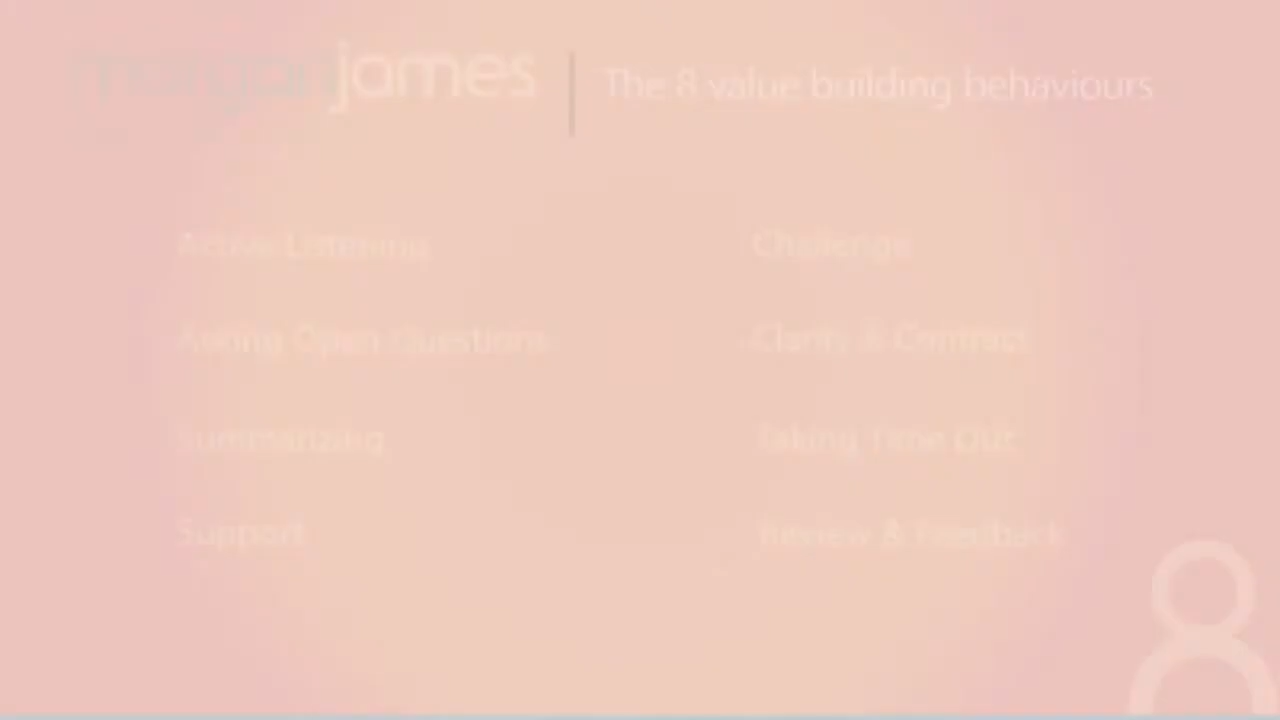 morganjames
The 8 value building behaviours
Active Listening
Asking Open Questions
Summarizing
Support
Challenge
Clarity & Contract
Taking Time Out
Review & Feedback
8